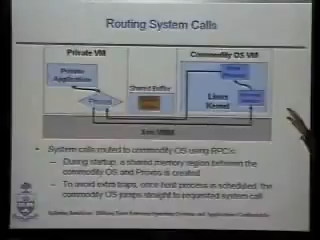 Routing System Calls
Private VM
Commodity OS VM
Private
Application
Shared Buffer
Linux
Kernel
Proxos
Xen VMM
System calls routed to commodity OS using RPCs:
– During startup, a shared memory region between the
commodity OS and Proxos is created
– To avoid extra traps, once host process is scheduled, the
commodity OS jumps straight to requested system call